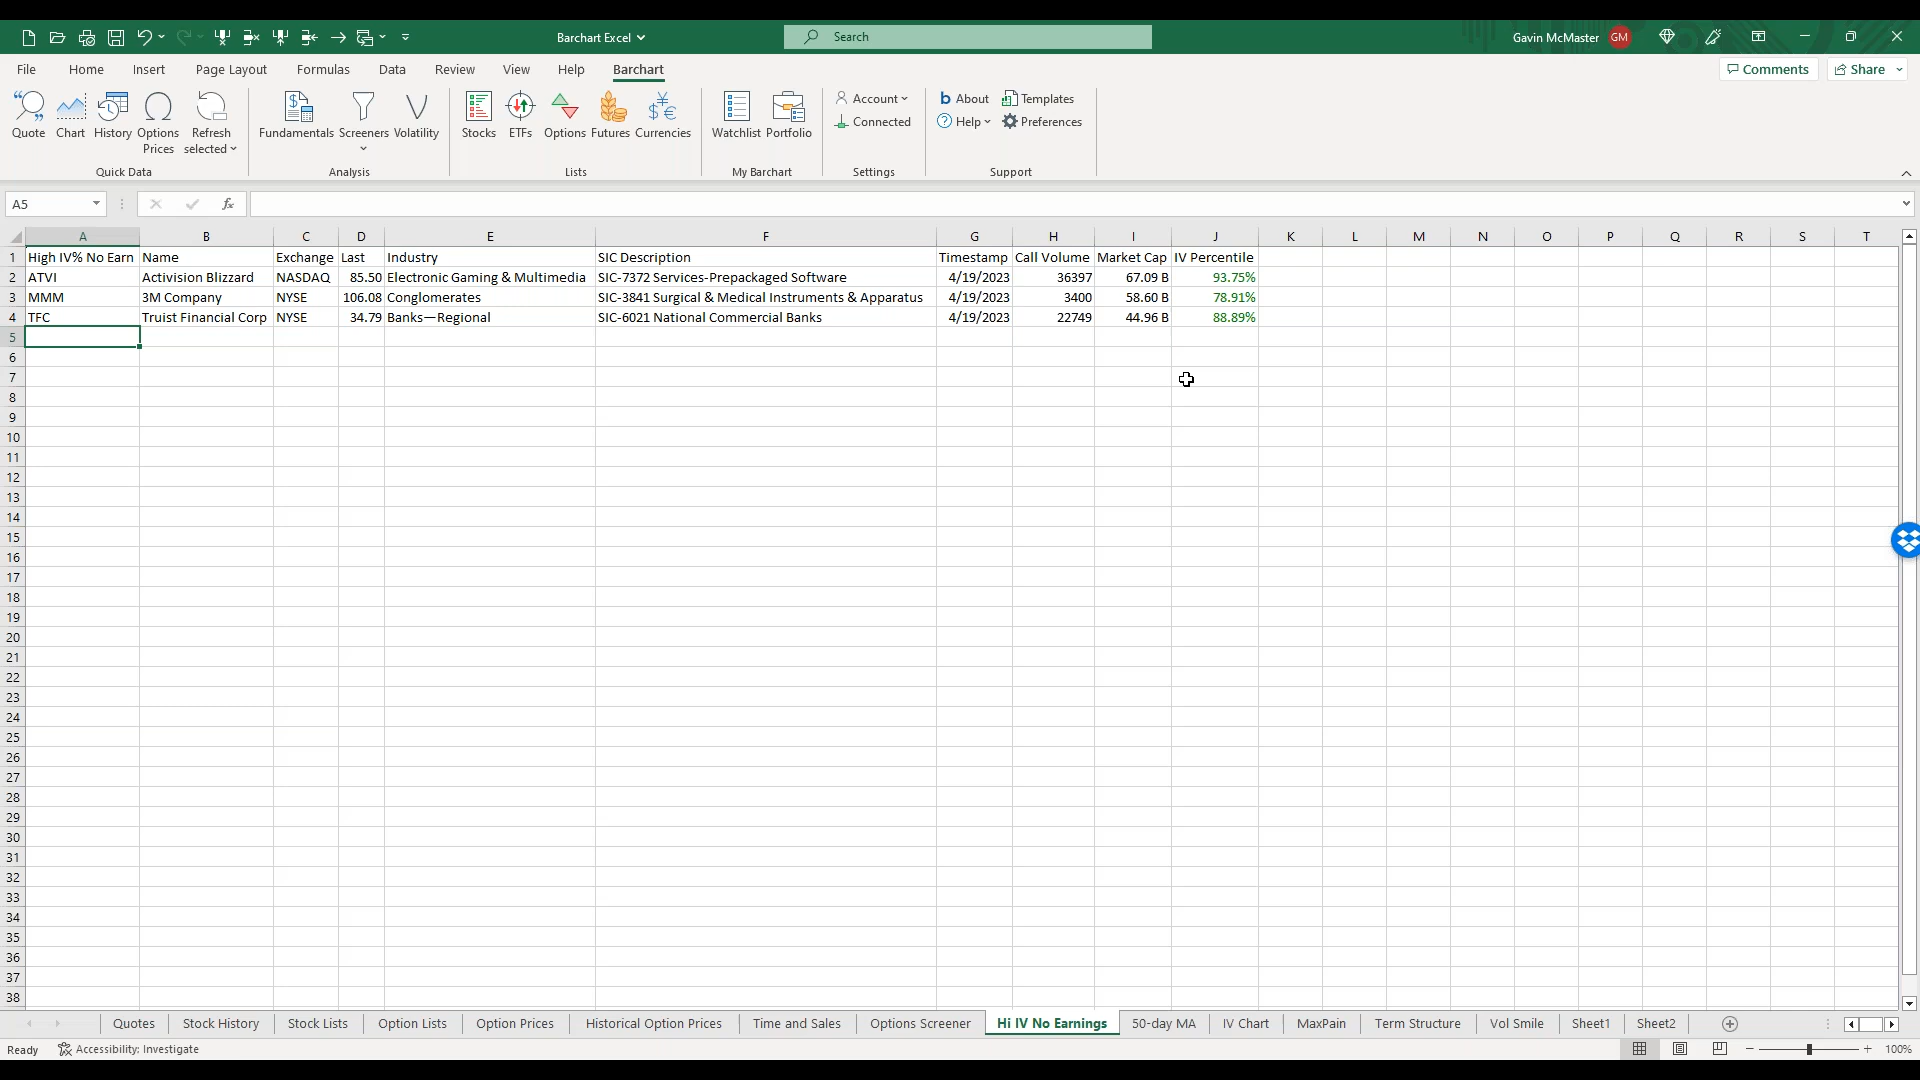 Barchart Excel
Search
Gavin McMaster GM
File Home Insert Page Layout Formulas Data Review View Help Barchart Comments Share
Quote Chart History Options Prices Refresh selected Fundamentals Screeners Volatility Stocks ETFs Options Futures Currencies Watchlist Portfolio
Account About Templates
Connected Help Preferences
Quick Data Analysis Lists My Barchart Settings Support
A5 fx
A B C D E F G H I J K L M N O P Q R S T
1 High IV% No Earn Name Exchange Last Industry SIC Description Timestamp Call Volume Market Cap IV Percentile
2 ATVI Activision Blizzard NASDAQ 85.50 Electronic Gaming & Multimedia SIC-7372 Services-Prepackaged Software 4/19/2023 36397 67.09 B 93.75%
3 MMM 3M Company NYSE 106.08 Conglomerates SIC-3841 Surgical & Medical Instruments & Apparatus 4/19/2023 3400 58.60 B 78.91%
4 TFC Truist Financial Corp NYSE 34.79 Banks—Regional SIC-6021 National Commercial Banks 4/19/2023 22749 44.96 B 88.89%
5
6
7
8
9
10
11
12
13
14
15
16
17
18
19
20
21
22
23
24
25
26
27
28
29
30
31
32
33
34
35
36
37
38
Quotes Stock History Stock Lists Option Lists Option Prices Historical Option Prices Time and Sales Options Screener Hi IV No Earnings 50-day MA IV Chart MaxPain Term Structure Vol Smile Sheet1 Sheet2
Ready Accessibility: Investigate 100%